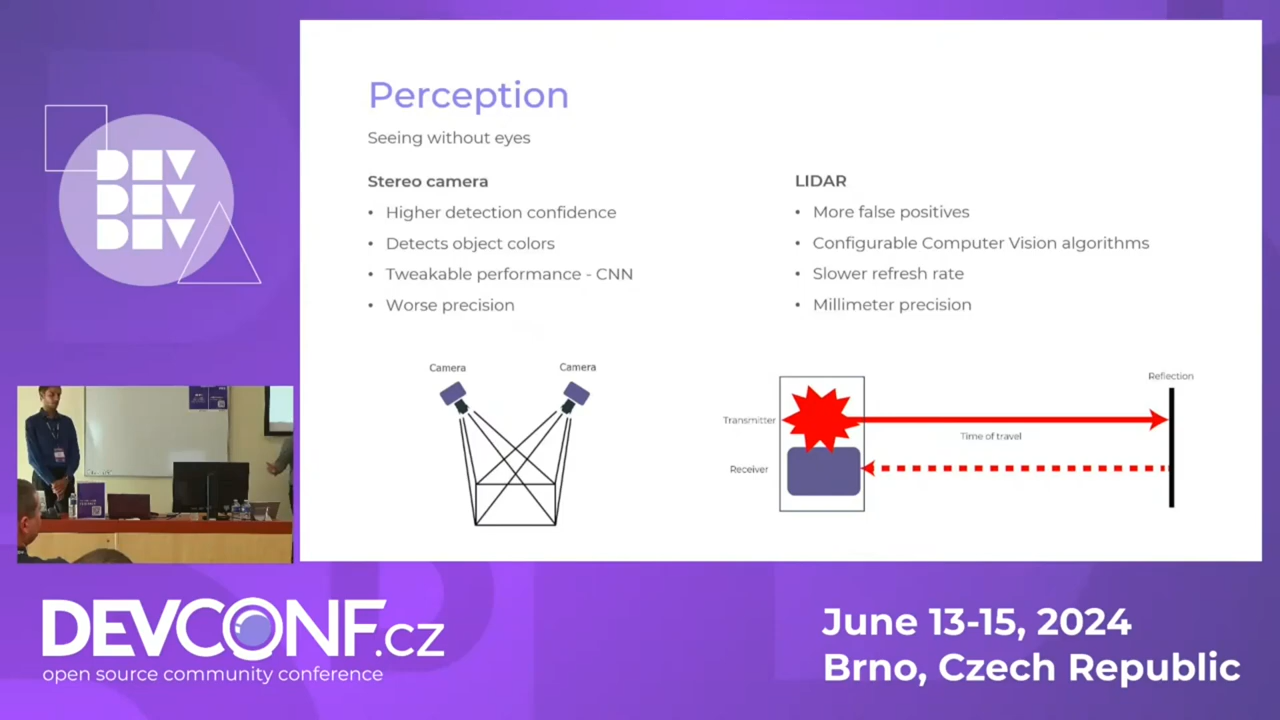 Perception
Seeing without eyes
Stereo camera
• Higher detection confidence
• Detects object colors
• Tweakable performance - CNN
• Worse precision
LIDAR
• More false positives
• Configurable Computer Vision algorithms
• Slower refresh rate
• Millimeter precision
Camera
Camera
Transmitter
Receiver
Time of travel
Reflection
DEV
DEV
DEV
DEVCONF.cz
open source community conference
June 13-15, 2024
Brno, Czech Republic